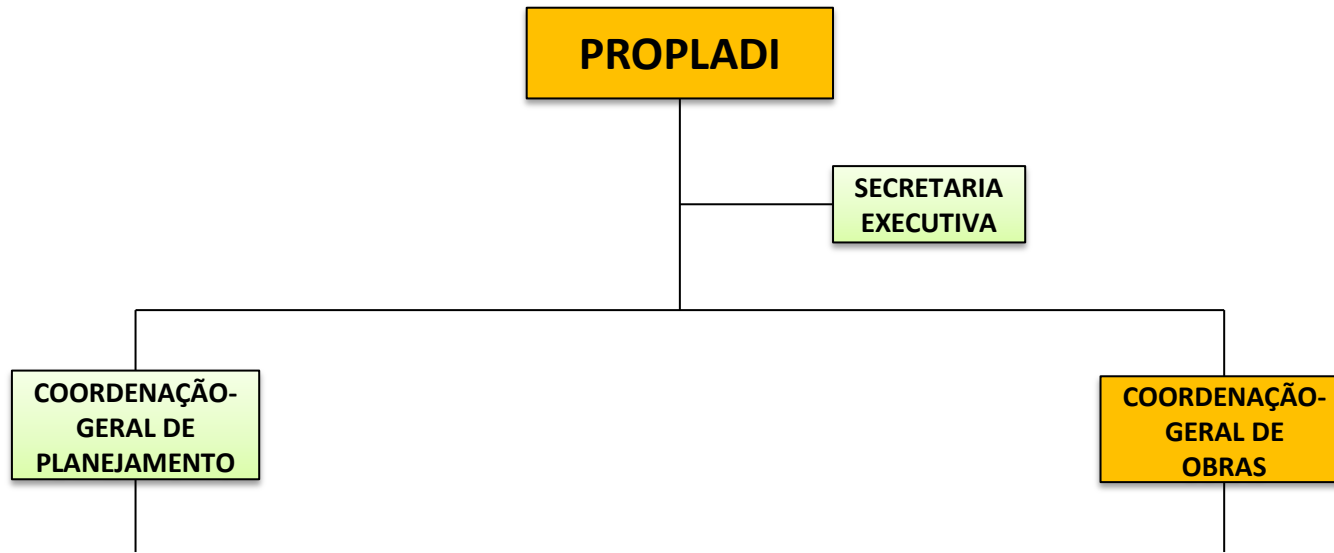 PROPLADI
SECRETARIA
EXECUTIVA
COORDENAÇÃO-
GERAL DE
PLANEJAMENTO
COORDENAÇÃO-
GERAL DE
OBRAS